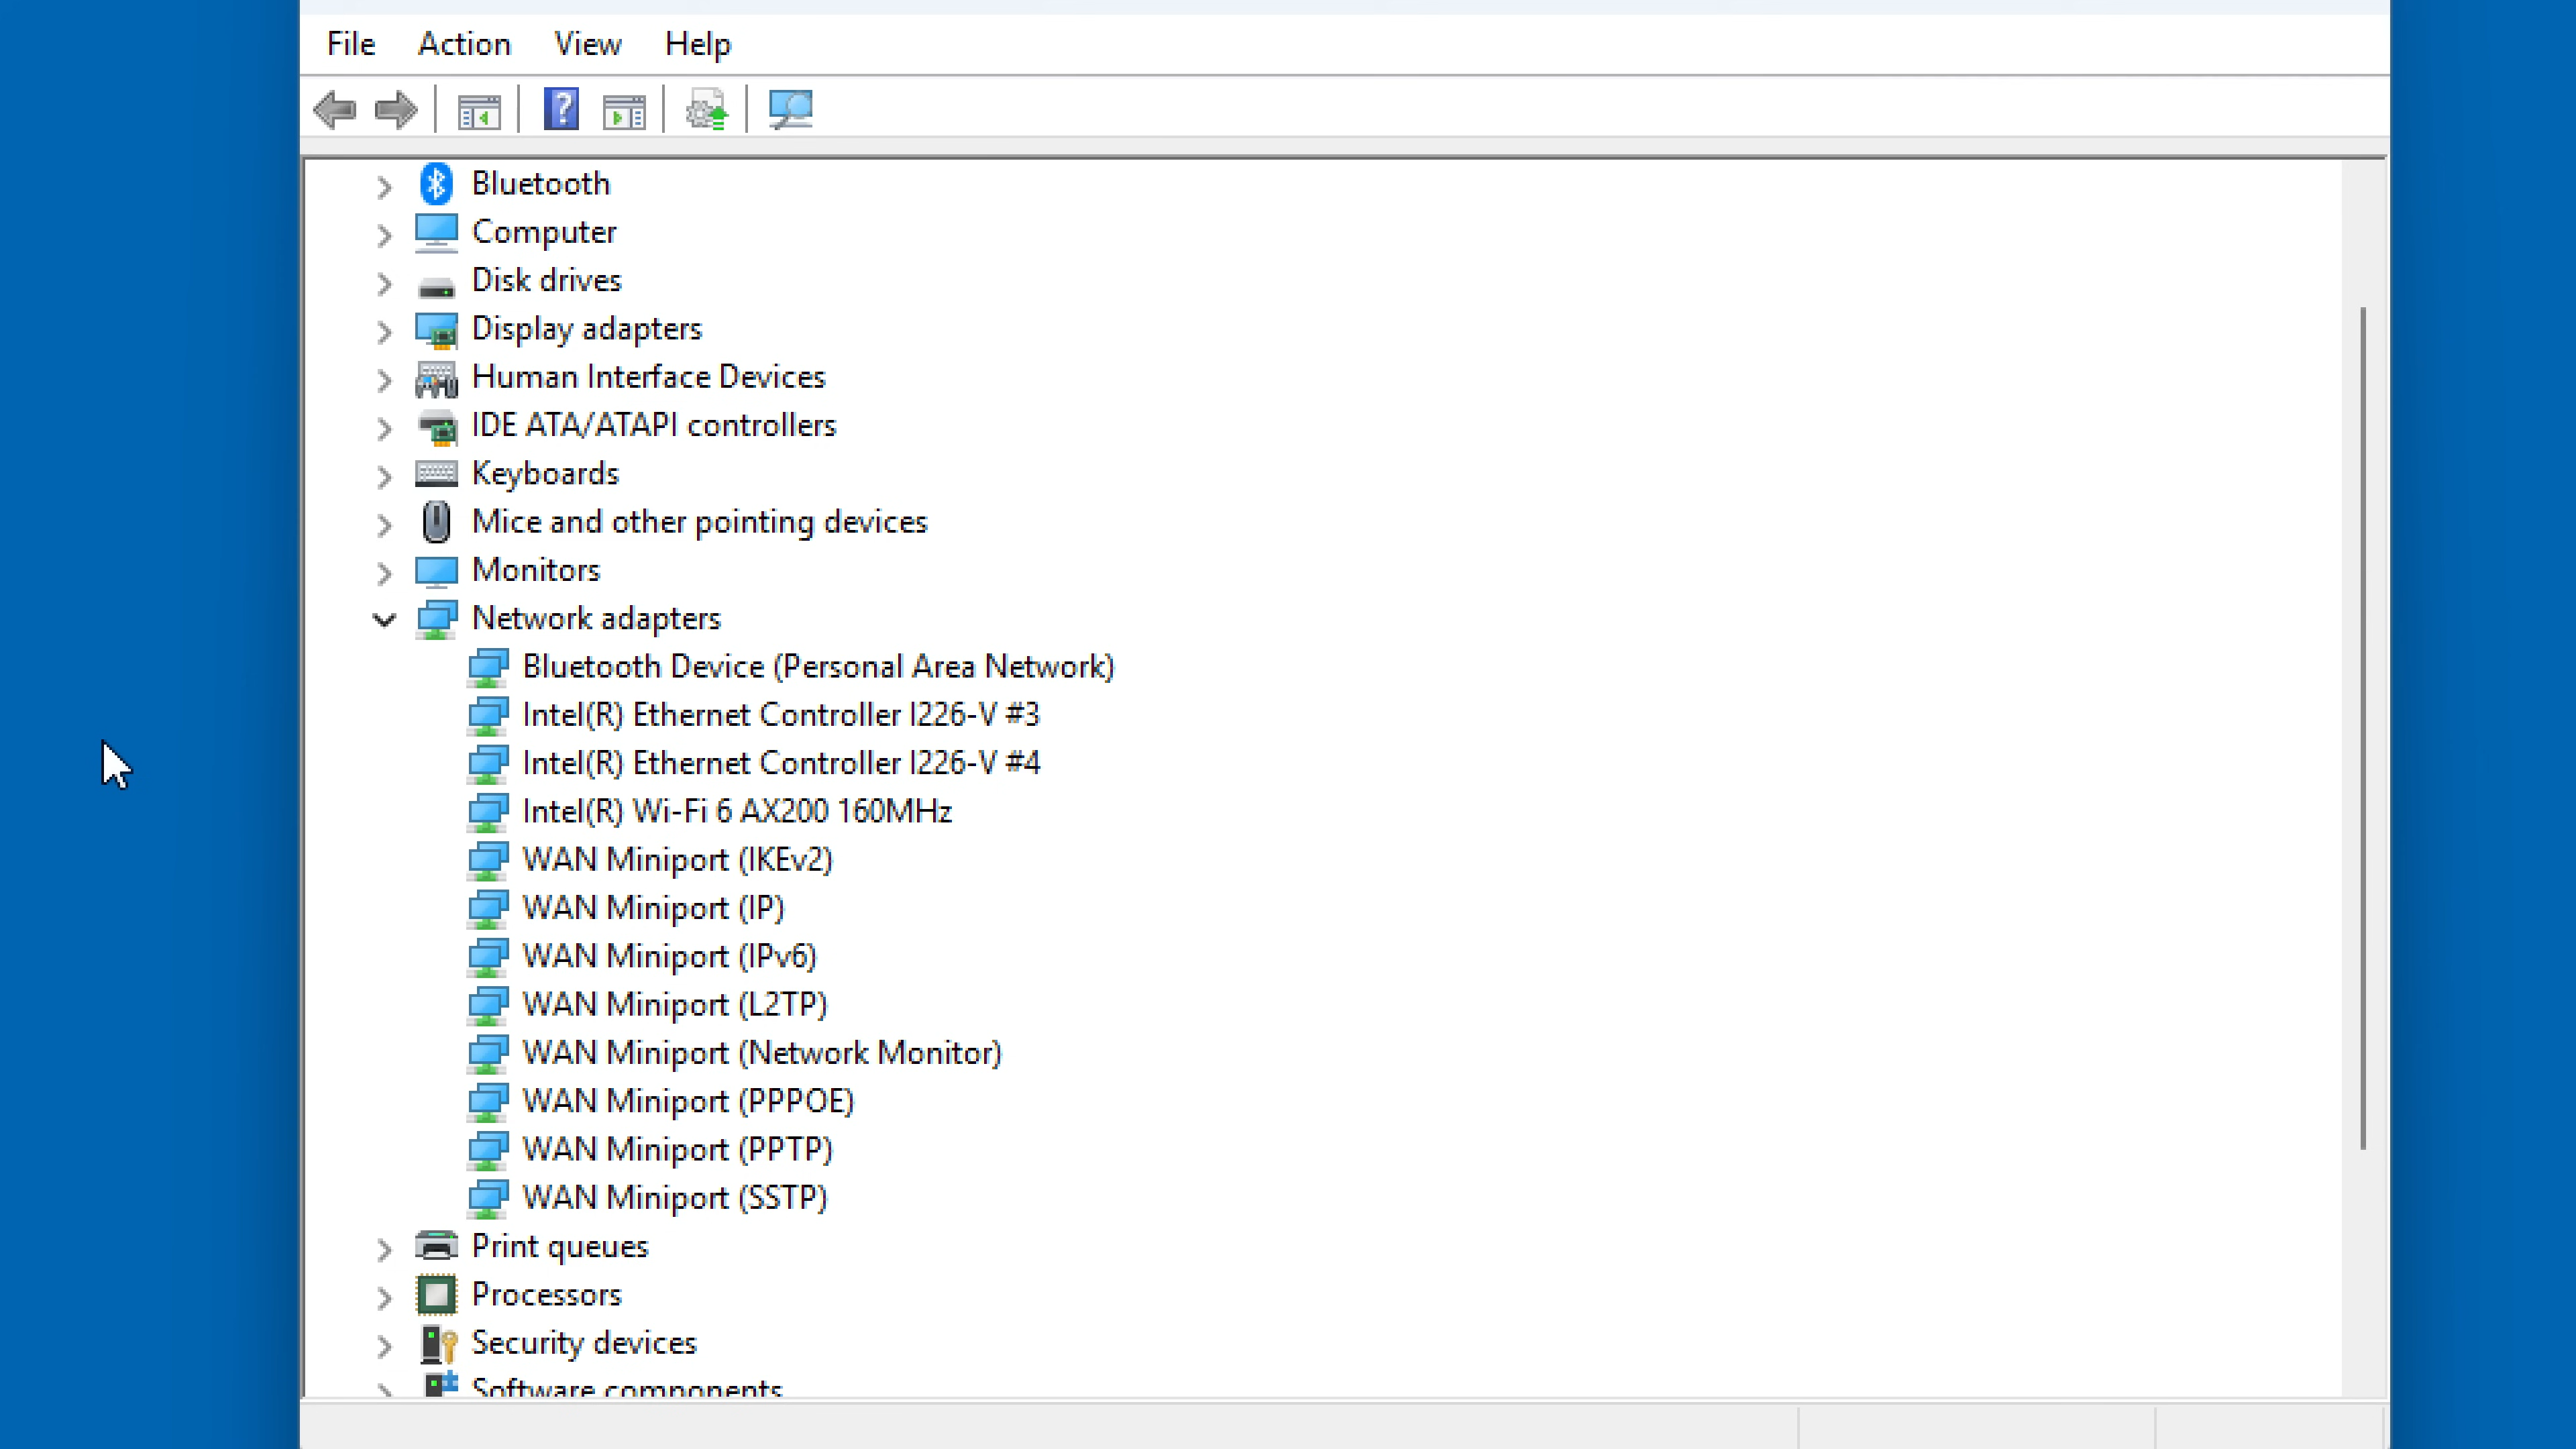 File Action View Help
Bluetooth
Computer
Disk drives
Display adapters
Human Interface Devices
IDE ATA/ATAPI controllers
Keyboards
Mice and other pointing devices
Monitors
Network adapters
Bluetooth Device (Personal Area Network)
Intel(R) Ethernet Controller I226-V #3
Intel(R) Ethernet Controller I226-V #4
Intel(R) Wi-Fi 6 AX200 160MHz
WAN Miniport (IKEv2)
WAN Miniport (IP)
WAN Miniport (IPv6)
WAN Miniport (L2TP)
WAN Miniport (Network Monitor)
WAN Miniport (PPPOE)
WAN Miniport (PPTP)
WAN Miniport (SSTP)
Print queues
Processors
Security devices
Software components